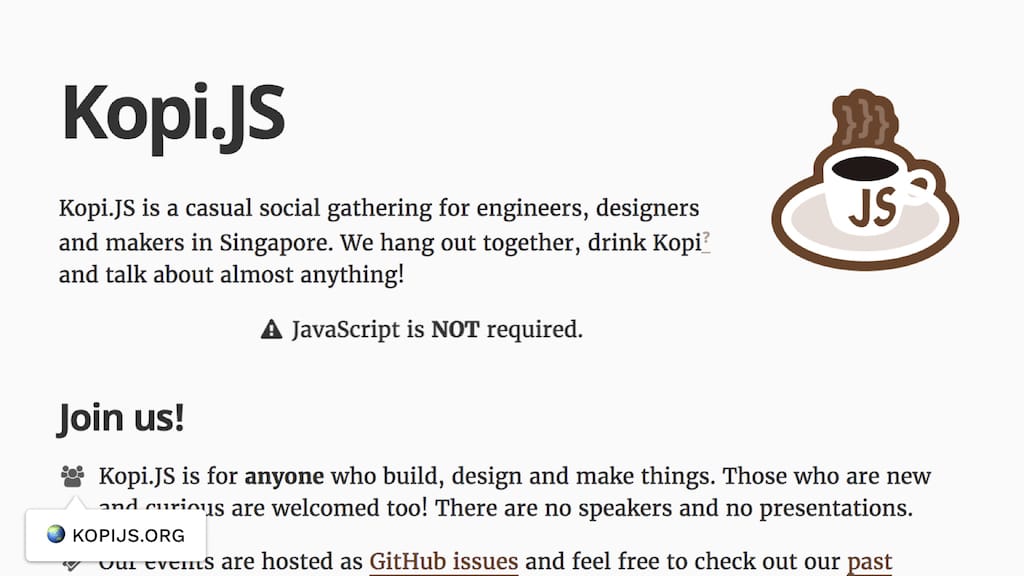 Kopi.JS
}}}
JS
Kopi.JS is a casual social gathering for engineers, designers
and makers in Singapore. We hang out together, drink Kopi?
and talk about almost anything!
JavaScript is NOT required.
Join us!
Kopi.JS is for anyone who build, design and make things. Those who are new
and curious are welcomed too! There are no speakers and no presentations.
KOPIJS.ORG
Our events are hosted as GitHub issues and feel free to check out our past